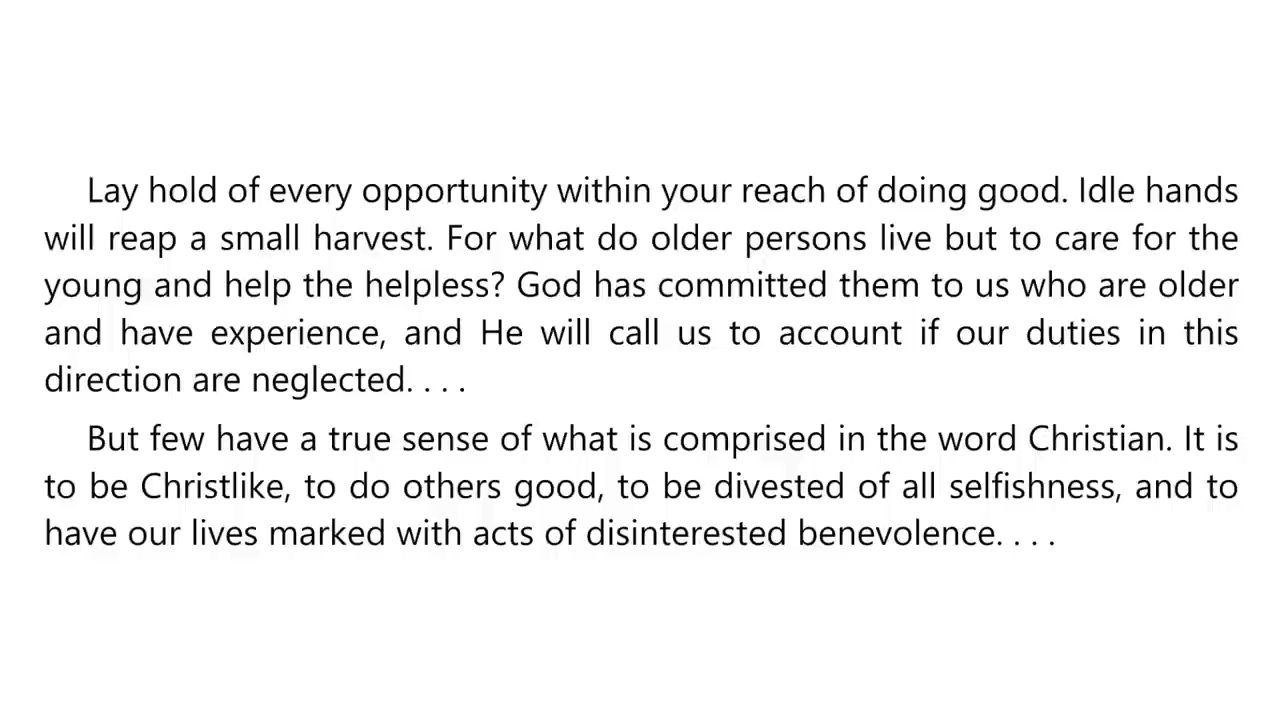 Lay hold of every opportunity within your reach of doing good. Idle hands
will reap a small harvest. For what do older persons live but to care for the
young and help the helpless? God has committed them to us who are older
and have experience, and He will call us to account if our duties in this
direction are neglected. . . .
But few have a true sense of what is comprised in the word Christian. It is
to be Christlike, to do others good, to be divested of all selfishness, and to
have our lives marked with acts of disinterested benevolence. . . .